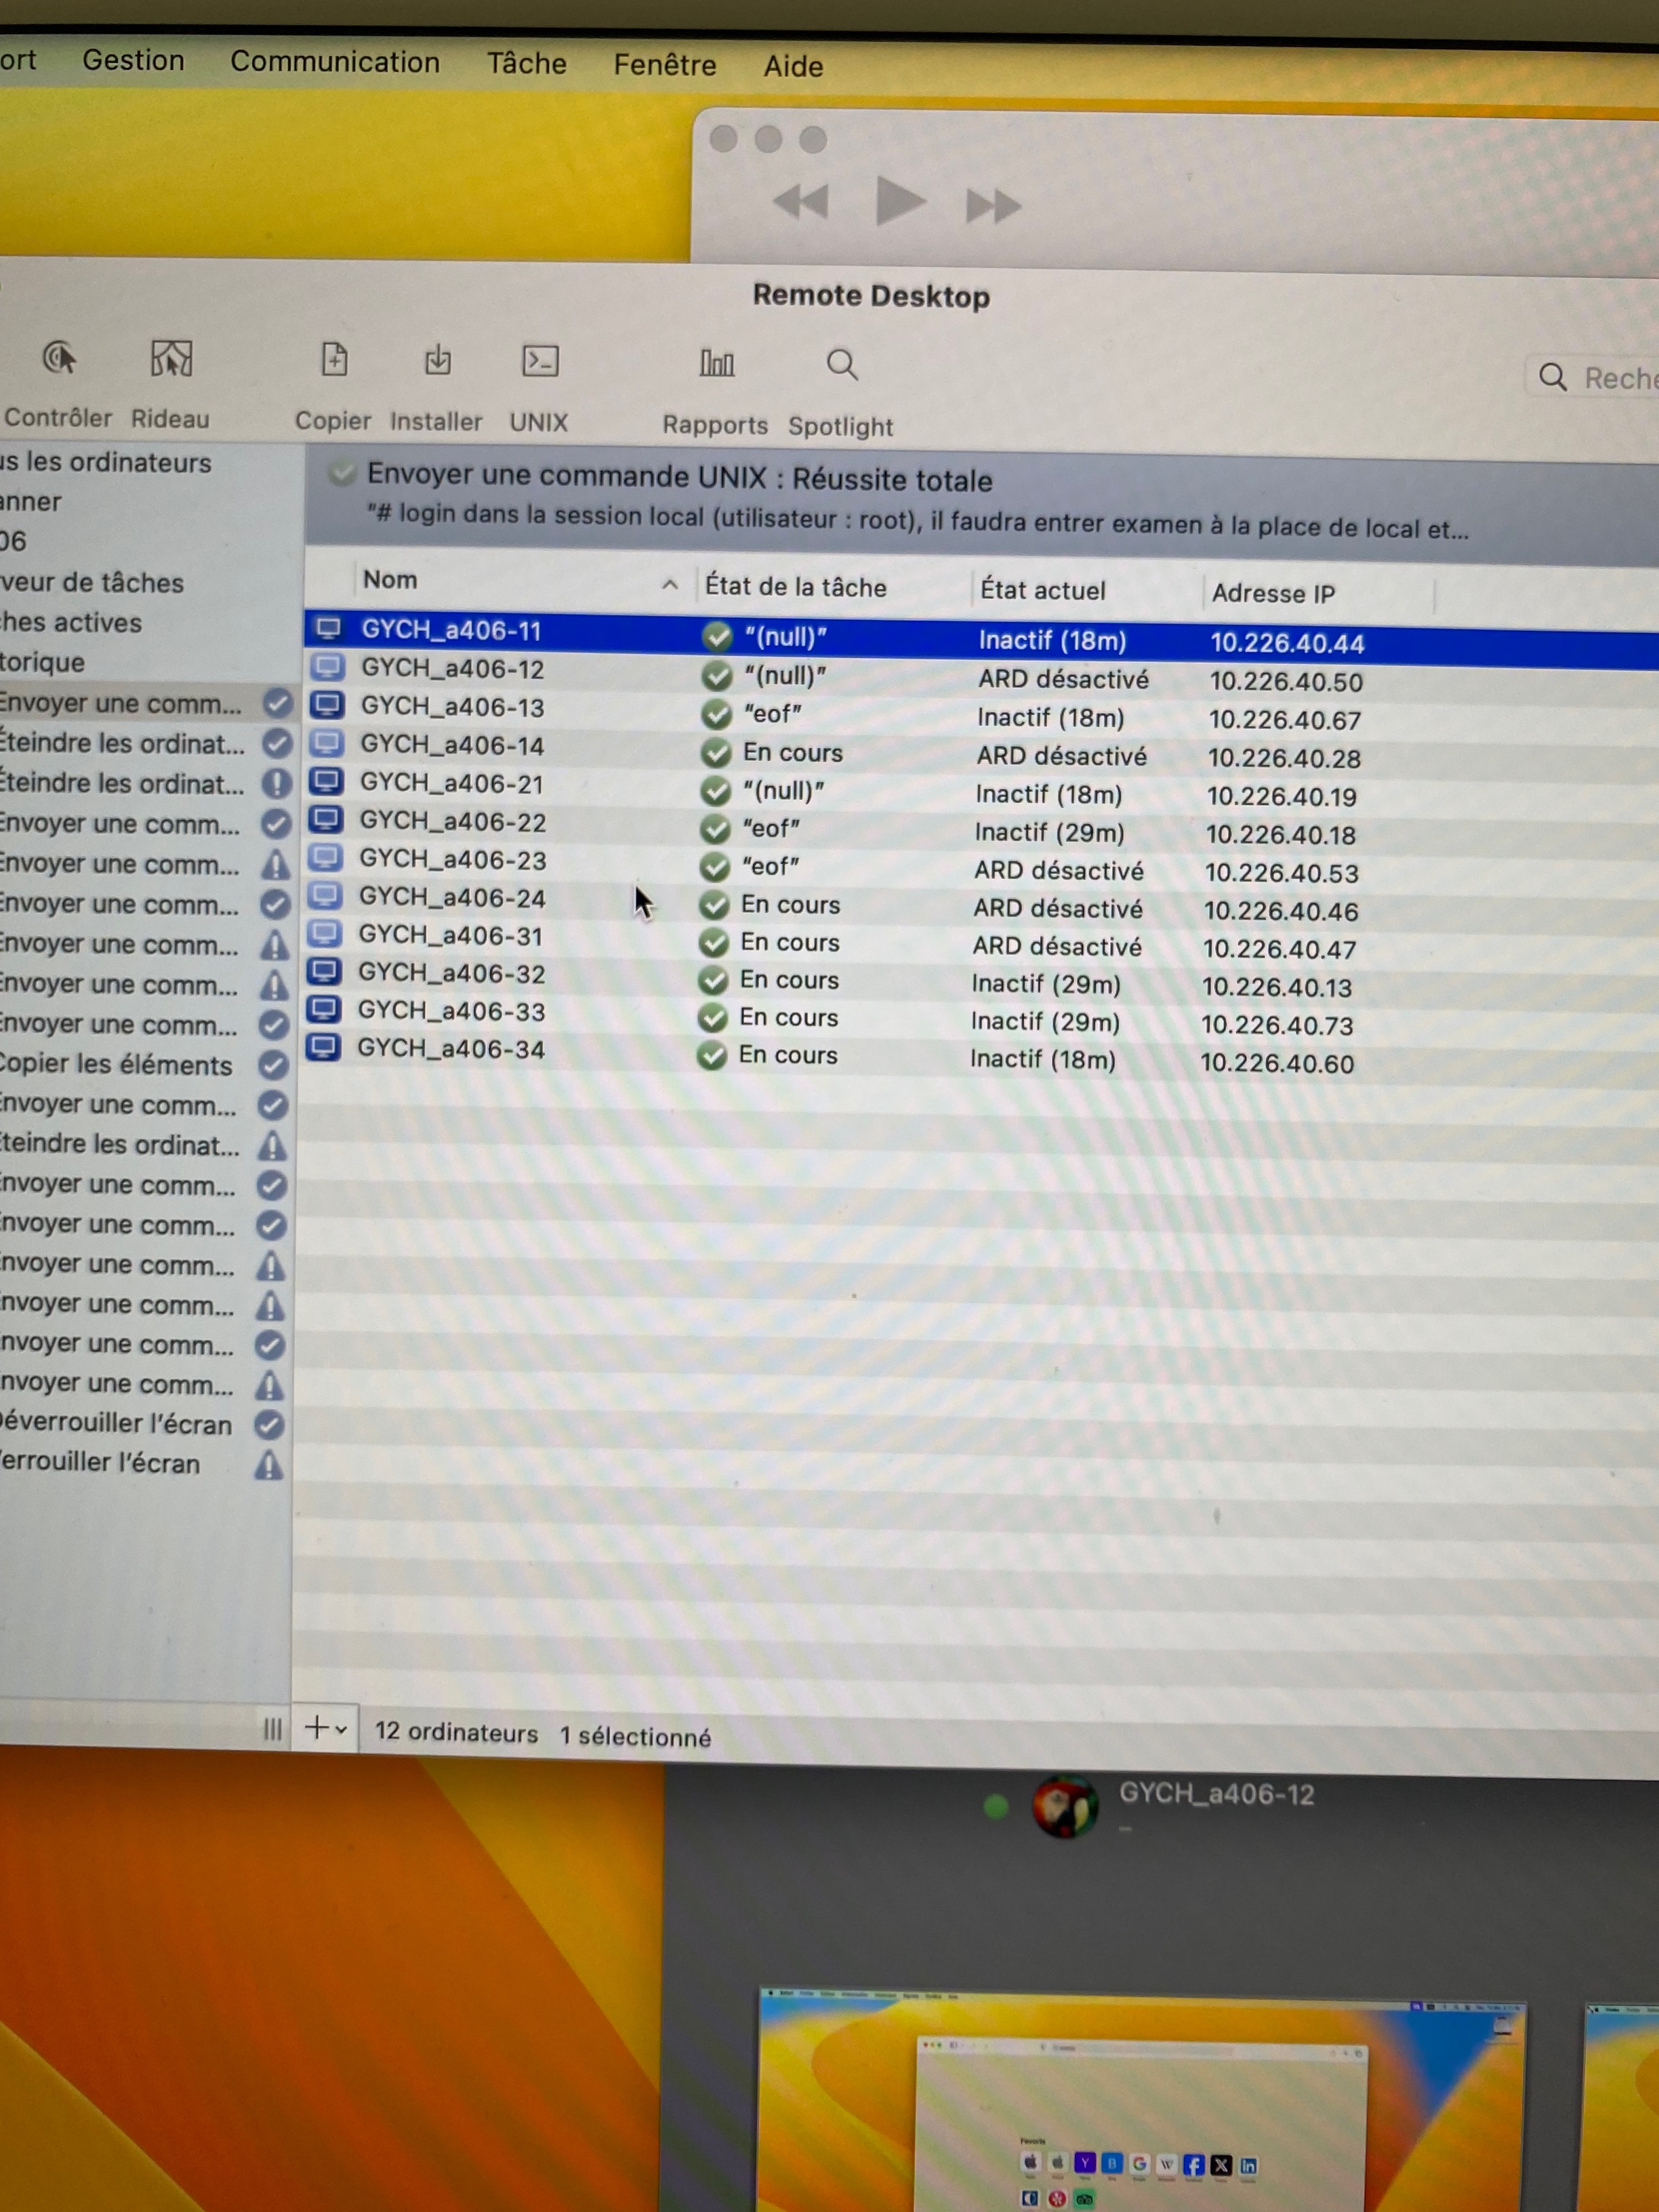 ort Gestion Communication Tâche Fenêtre Aide
Remote Desktop
Contrôler Rideau Copier Installer UNIX Rapports Spotlight
Reche
us les ordinateurs
anner
06
veur de tâches
hes actives
torique
Envoyer une comm...
Éteindre les ordinat...
Éteindre les ordinat...
Envoyer une comm...
Envoyer une comm...
Envoyer une comm...
Envoyer une comm...
Envoyer une comm...
Envoyer une comm...
Copier les éléments
Envoyer une comm...
Éteindre les ordinat...
Envoyer une comm...
Envoyer une comm...
Envoyer une comm...
Envoyer une comm...
Envoyer une comm...
Envoyer une comm...
Déverrouiller l'écran
Verrouiller l'écran
Envoyer une commande UNIX : Réussite totale
"# login dans la session local (utilisateur : root), il faudra entrer examen à la place de local et...
Nom État de la tâche État actuel Adresse IP
GYCH_a406-11 "(null)" Inactif (18m) 10.226.40.44
GYCH_a406-12 "(null)" ARD désactivé 10.226.40.50
GYCH_a406-13 "eof" Inactif (18m) 10.226.40.67
GYCH_a406-14 En cours ARD désactivé 10.226.40.28
GYCH_a406-21 "(null)" Inactif (18m) 10.226.40.19
GYCH_a406-22 "eof" Inactif (29m) 10.226.40.18
GYCH_a406-23 "eof" ARD désactivé 10.226.40.53
GYCH_a406-24 En cours ARD désactivé 10.226.40.46
GYCH_a406-31 En cours ARD désactivé 10.226.40.47
GYCH_a406-32 En cours Inactif (29m) 10.226.40.13
GYCH_a406-33 En cours Inactif (29m) 10.226.40.73
GYCH_a406-34 En cours Inactif (18m) 10.226.40.60
12 ordinateurs 1 sélectionné
GYCH_a406-12
Favoris